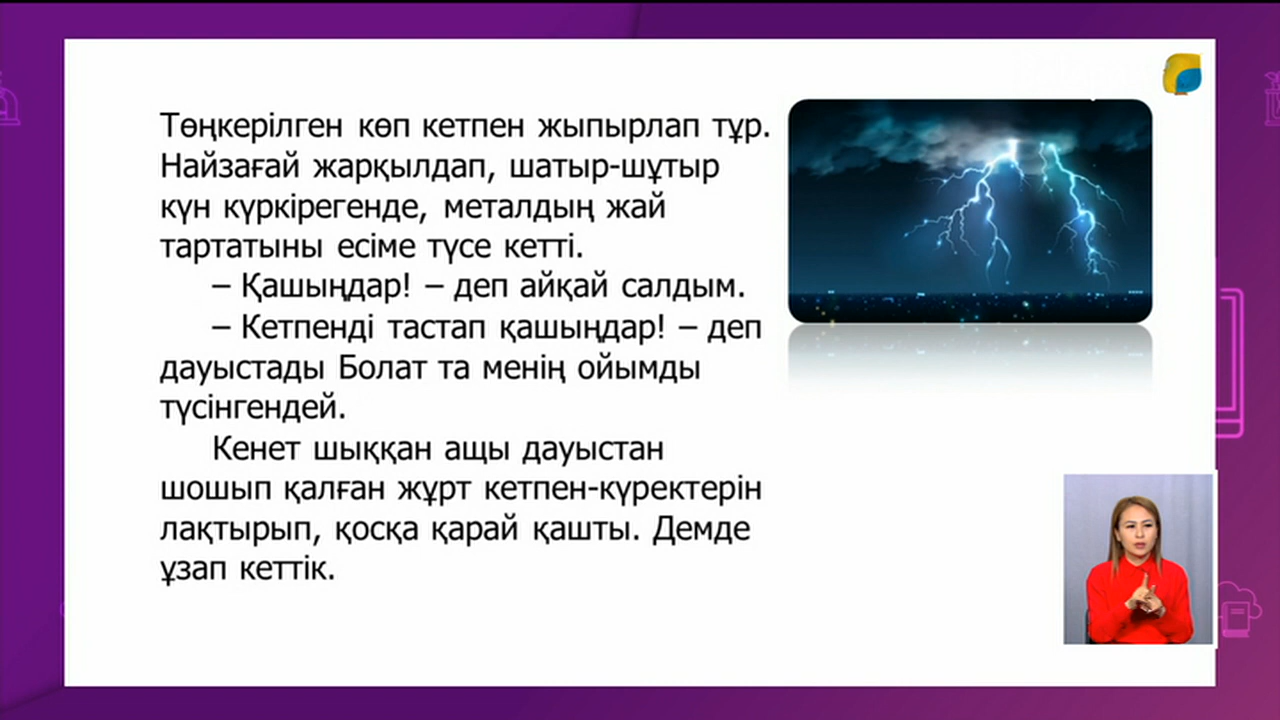 Төңкерілген көп кетпен жыпырлап тұр.
Найзағай жарқылдап, шатыр-шұтыр
күн күркірегенде, металдың жай
тартатыны есіме түсе кетті.
– Қашыңдар! – деп айқай салдым.
– Кетпенді тастап қашыңдар! – деп
дауыстады Болат та менің ойымды
түсінгендей.
Кенет шыққан ащы дауыстан
шошып қалған жұрт кетпен-күректерін
лақтырып, қосқа қарай қашты. Демде
ұзап кеттік.